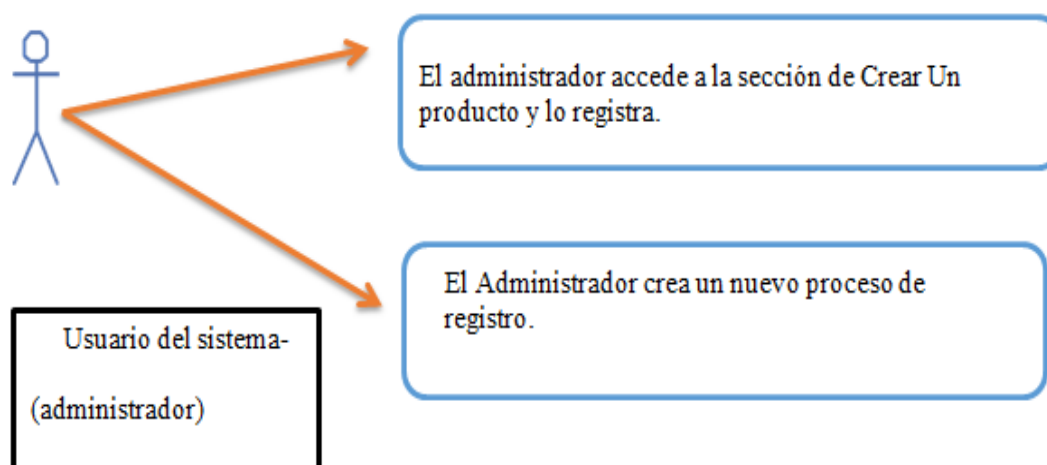 El administrador accede a la sección de Crear Un
producto y lo registra.
El Administrador crea un nuevo proceso de
registro.
Usuario del sistema-
(administrador)